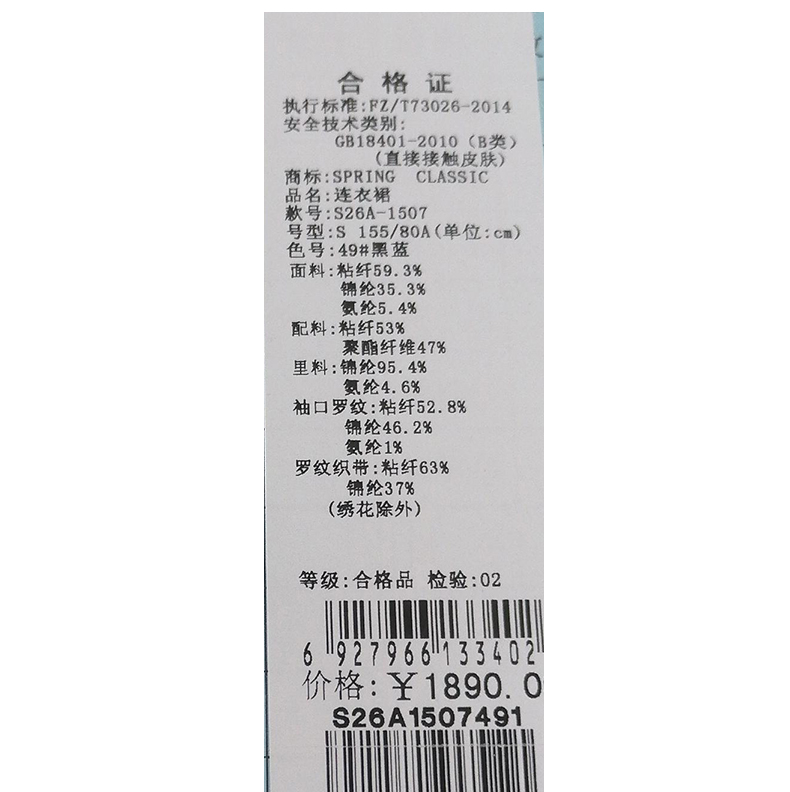 合格证
执行标准:FZ/T73026-2014
安全技术类别:
GB18401-2010（B类）
(直接接触皮肤)
商标:SPRING CLASSIC
品名:连衣裙
款号:S26A-1507
号型:S 155/80A(单位:cm)
色号:49#黑蓝
面料:粘纤59.3%
锦纶35.3%
氨纶5.4%
配料:粘纤53%
聚酯纤维47%
里料:锦纶95.4%
氨纶4.6%
袖口罗纹:粘纤52.8%
锦纶46.2%
氨纶1%
罗纹织带:粘纤63%
锦纶37%
(绣花除外)
等级:合格品 检验:02
6 927966 133402
价格:￥1890.0
S26A1507491